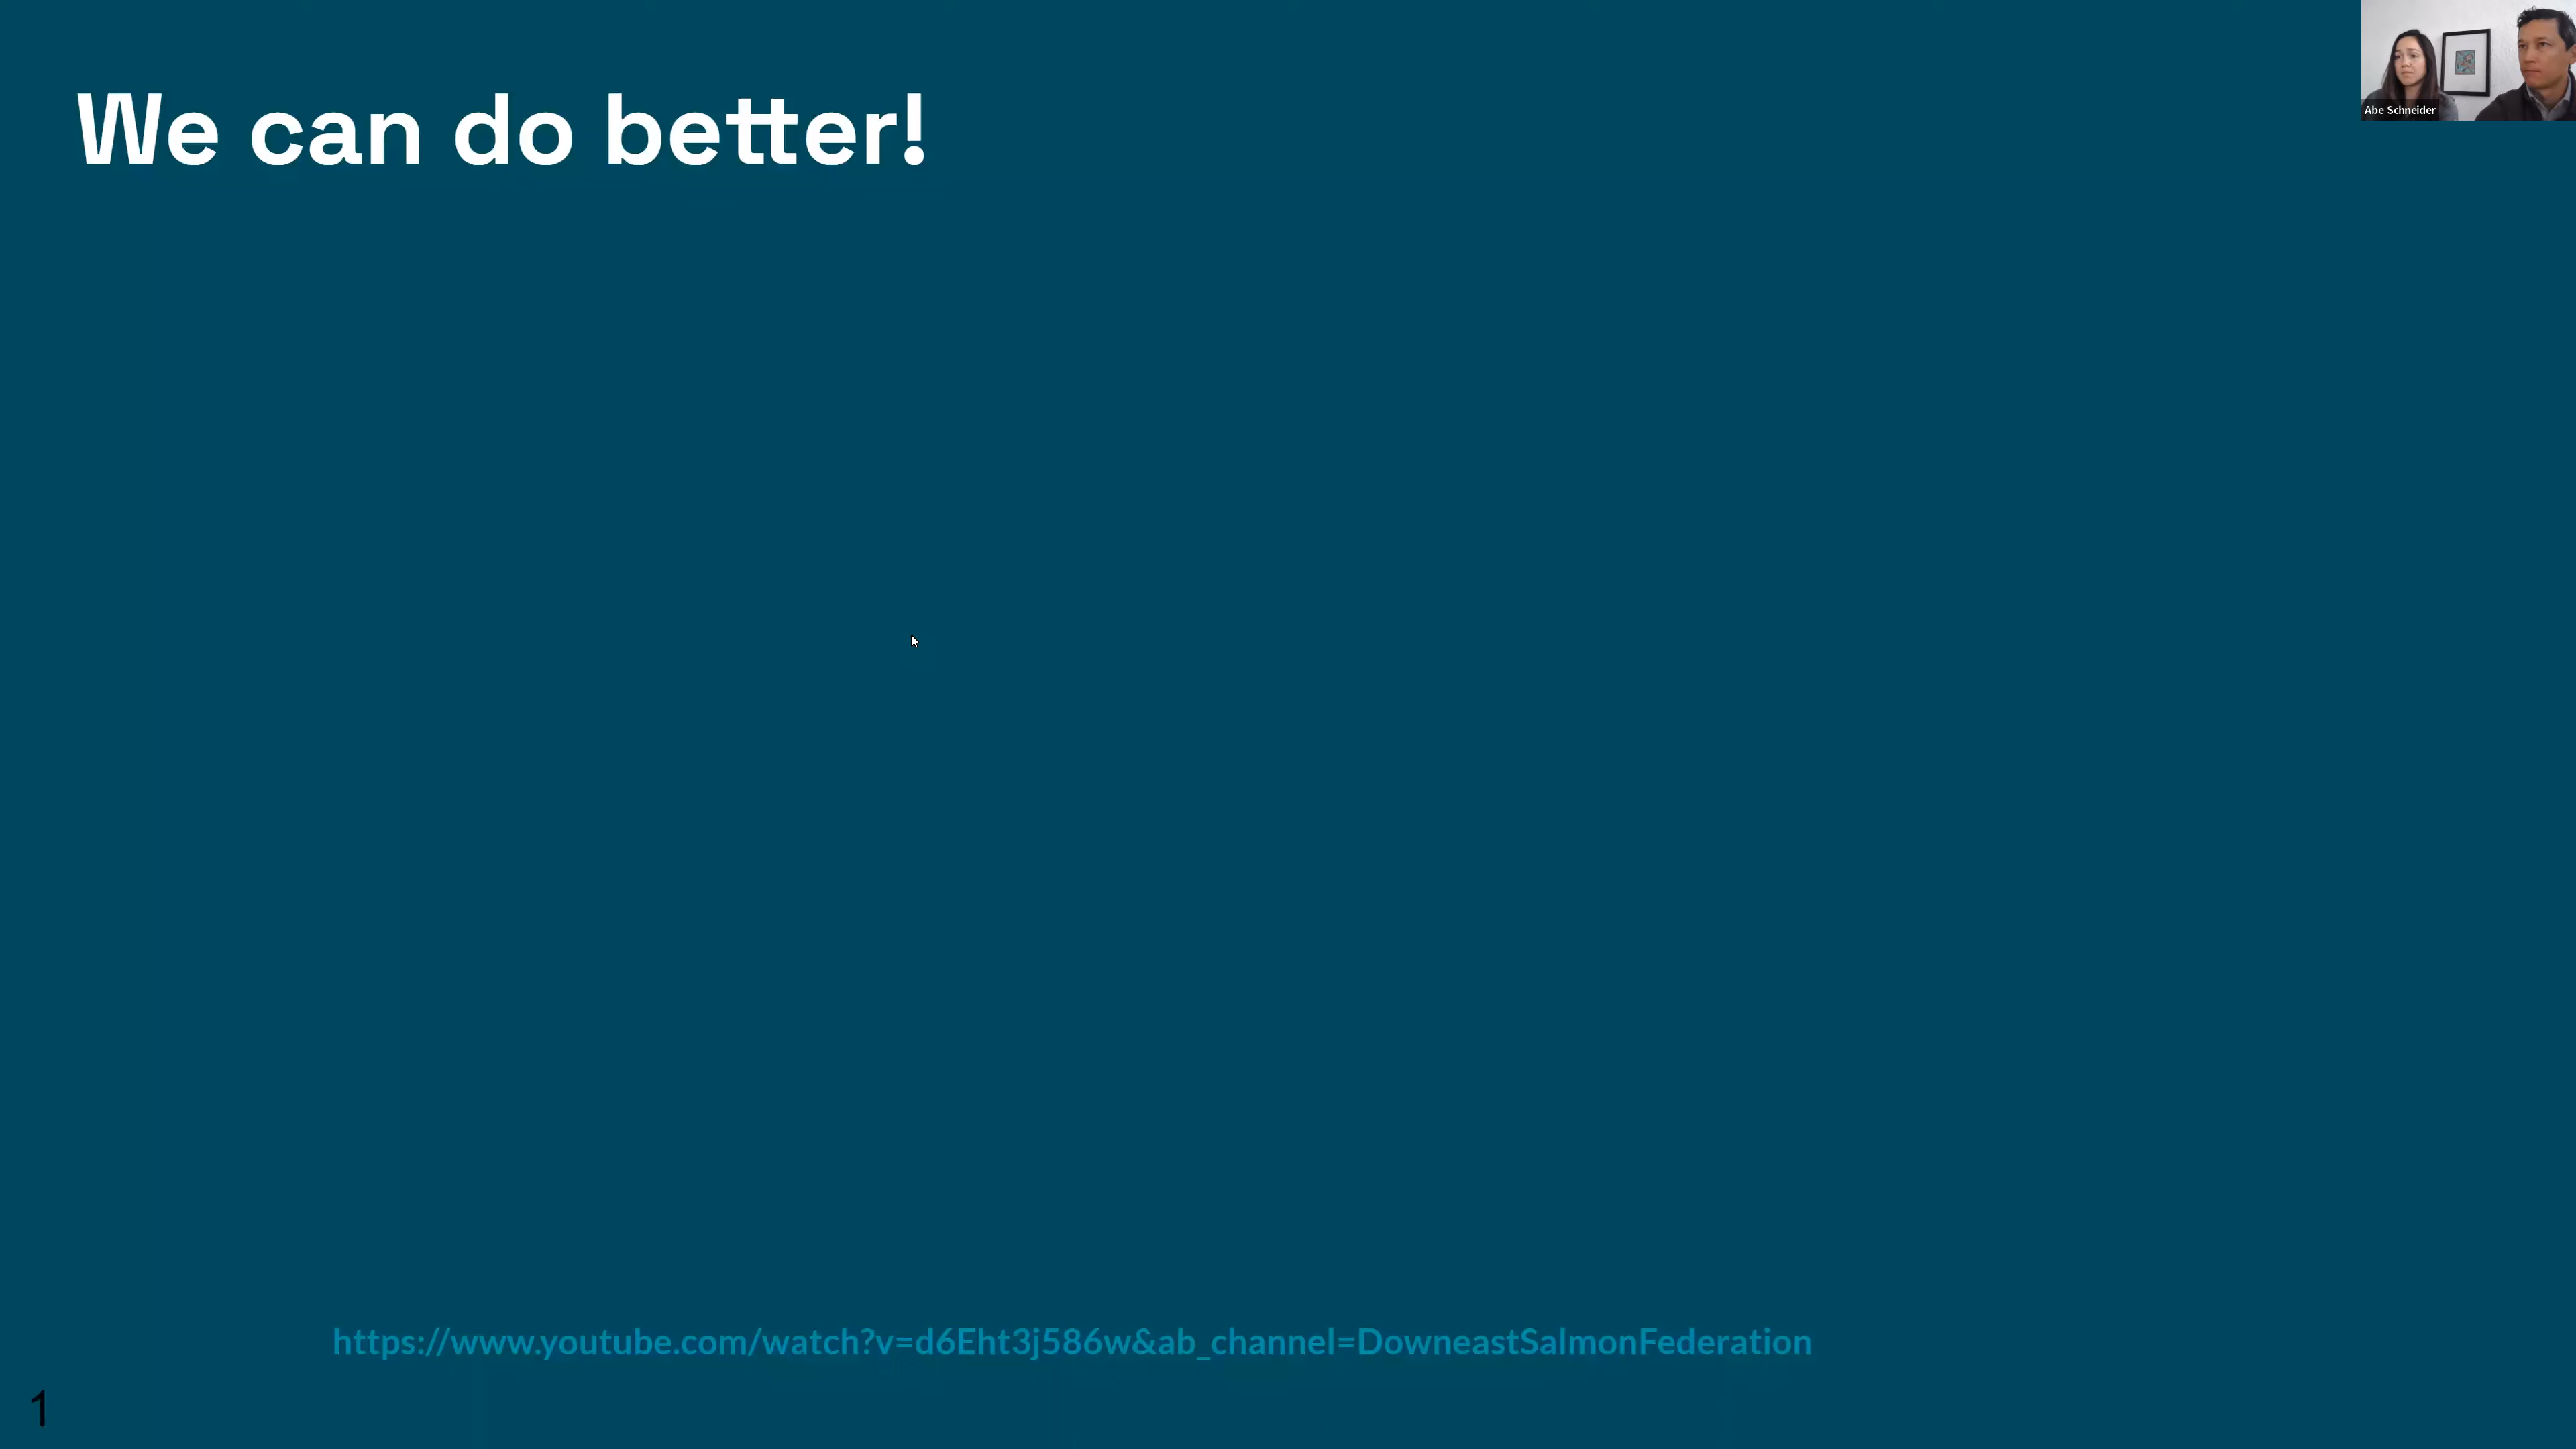 We can do better!
Abe Schneider
https://www.youtube.com/watch?v=d6Eht3j586w&ab_channel=DowneastSalmonFederation
1